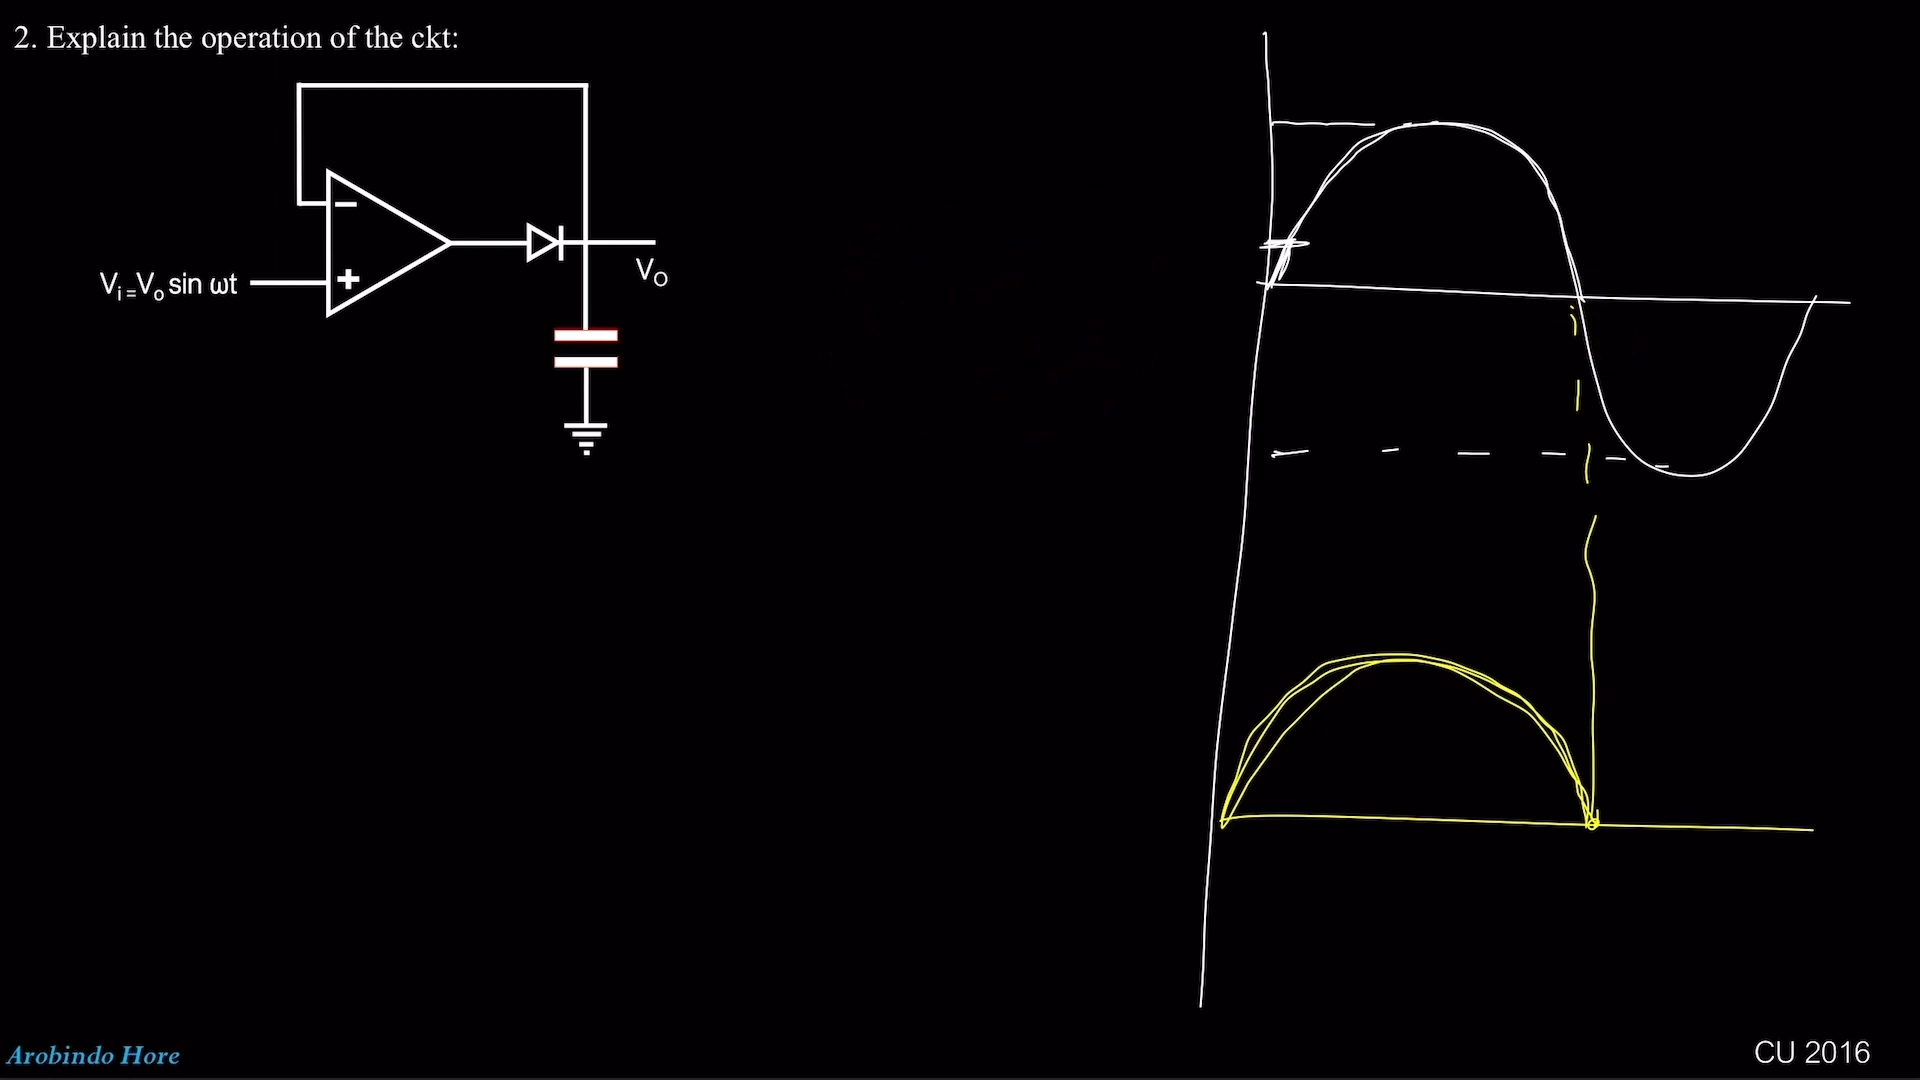 2. Explain the operation of the ckt:
−
+
Vi=Vo sin ωt
VO
Arobindo Hore
CU 2016